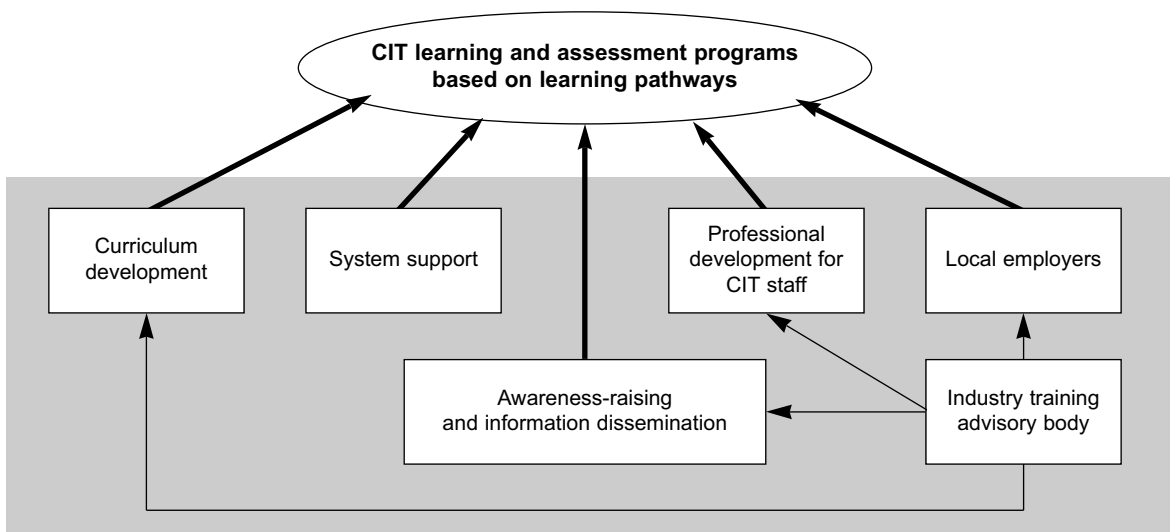 CIT learning and assessment programs
based on learning pathways
Curriculum
development
System support
Professional
development for
CIT staff
Local employers
Awareness-raising
and information dissemination
Industry training
advisory body